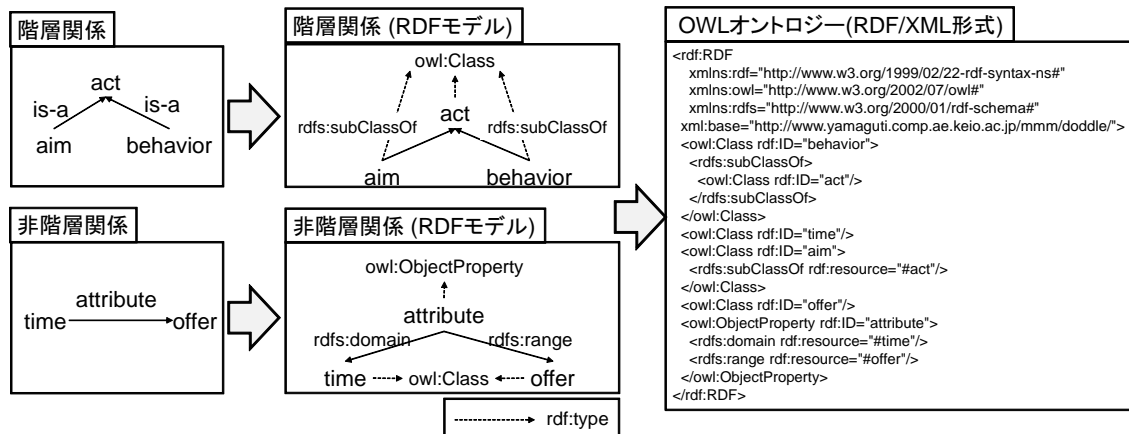 階層関係
act
is-a
is-a
aim
behavior
階層関係 (RDFモデル)
owl:Class
act
rdfs:subClassOf
rdfs:subClassOf
aim
behavior
非階層関係
attribute
time
offer
非階層関係 (RDFモデル)
owl:ObjectProperty
attribute
rdfs:domain
rdfs:range
time
owl:Class
offer
rdf:type
OWLオントロジー(RDF/XML形式)
<rdf:RDF
xmlns:rdf="http://www.w3.org/1999/02/22-rdf-syntax-ns#"
xmlns:owl="http://www.w3.org/2002/07/owl#"
xmlns:rdfs="http://www.w3.org/2000/01/rdf-schema#"
xml:base="http://www.yamaguti.comp.ae.keio.ac.jp/mmm/doddle/">
<owl:Class rdf:ID="behavior">
<rdfs:subClassOf>
<owl:Class rdf:ID="act"/>
</rdfs:subClassOf>
</owl:Class>
<owl:Class rdf:ID="time"/>
<owl:Class rdf:ID="aim">
<rdfs:subClassOf rdf:resource="#act"/>
</owl:Class>
<owl:Class rdf:ID="offer"/>
<owl:ObjectProperty rdf:ID="attribute">
<rdfs:domain rdf:resource="#time"/>
<rdfs:range rdf:resource="#offer"/>
</owl:ObjectProperty>
</rdf:RDF>